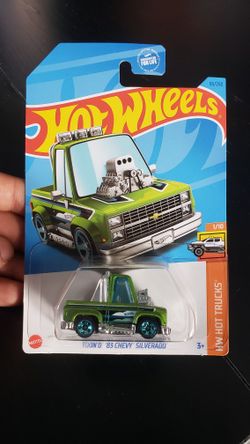 HOT WHEELS
1/10
HW HOT TRUCKS
TOON'D '83 CHEVY SILVERADO
3+